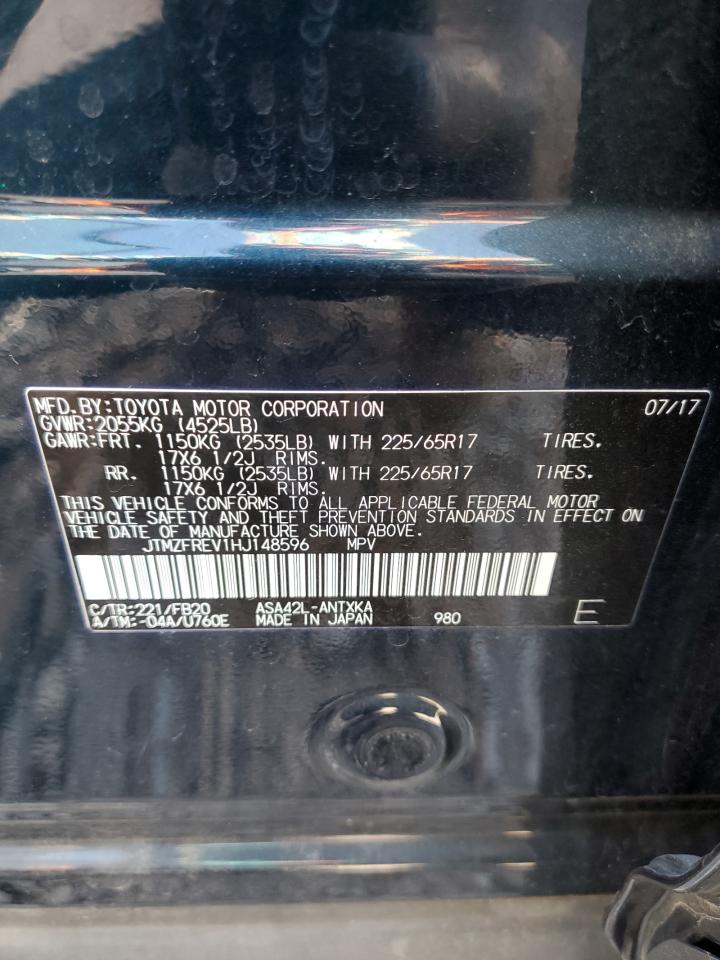 MFD.BY:TOYOTA MOTOR CORPORATION 07/17
GVWR:2055KG (4525LB)
GAWR:FRT. 1150KG (2535LB) WITH 225/65R17 TIRES.
17X6 1/2J RIMS.
RR. 1150KG (2535LB) WITH 225/65R17 TIRES.
17X6 1/2J RIMS.
THIS VEHICLE CONFORMS TO ALL APPLICABLE FEDERAL MOTOR
VEHICLE SAFETY AND THEFT PREVENTION STANDARDS IN EFFECT ON
THE DATE OF MANUFACTURE SHOWN ABOVE.
JTMZFREV1HJ148596 MPV
C/TR:221/FB20 ASA42L-ANTXKA
A/TM:-04A/U760E MADE IN JAPAN 980 E